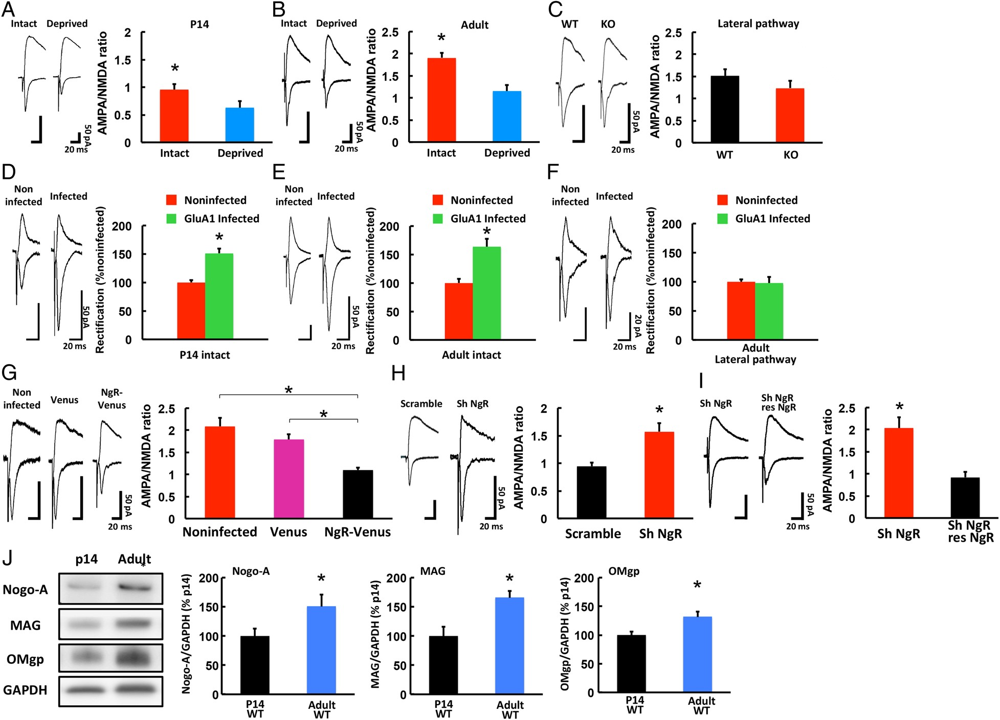 A
Intact Deprived
P14
AMPA/NMDA ratio
2
1.5
1
0.5
0
*
Intact Deprived
50 pA
20 ms
B
Intact Deprived
Adult
AMPA/NMDA ratio
2.5
2
1.5
1
0.5
0
*
Intact Deprived
50 pA
20 ms
C
WT KO
Lateral pathway
AMPA/NMDA ratio
2.5
2
1.5
1
0.5
0
WT KO
50 pA
20 ms
D
Non
infected
Infected
Noninfected
GluA1 Infected
Rectification (%noninfected)
200
150
100
50
0
*
P14 intact
50 pA
20 ms
E
Non
infected
Infected
Noninfected
GluA1 Infected
Rectification (%noninfected)
200
150
100
50
0
*
Adult intact
50 pA
20 ms
F
Non
infected
Infected
Noninfected
GluA1 Infected
Rectification (%noninfected)
200
150
100
50
0
Adult
Lateral pathway
20 pA
20 ms
G
Non
infected
Venus
NgR-
Venus
AMPA/NMDA ratio
2.5
2
1.5
1
0.5
0
*
*
Noninfected Venus NgR-Venus
50 pA
20 ms
H
Scramble Sh NgR
AMPA/NMDA ratio
2
1.5
1
0.5
0
*
Scramble Sh NgR
50 pA
20 ms
I
Sh NgR
Sh NgR
res NgR
AMPA/NMDA ratio
2.5
2
1.5
1
0.5
0
*
Sh NgR
Sh NgR
res NgR
50 pA
20 ms
J
p14 Adult
*
Nogo-A
MAG
OMgp
GAPDH
Nogo-A
Nogo-A/GAPDH (% p14)
200
150
100
50
0
*
P14
WT
Adult
WT
MAG
MAG/GAPDH (% p14)
200
150
100
50
0
*
P14
WT
Adult
WT
OMgp
OMgp/GAPDH (% p14)
200
150
100
50
0
*
P14
WT
Adult
WT